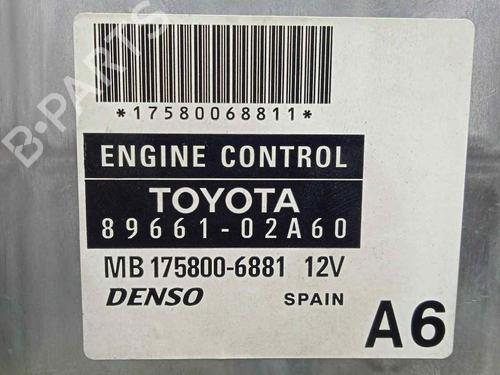 B-PARTS
*17580068811*
ENGINE CONTROL
TOYOTA
89661-02A60
MB 175800-6881 12V
DENSO SPAIN
A6